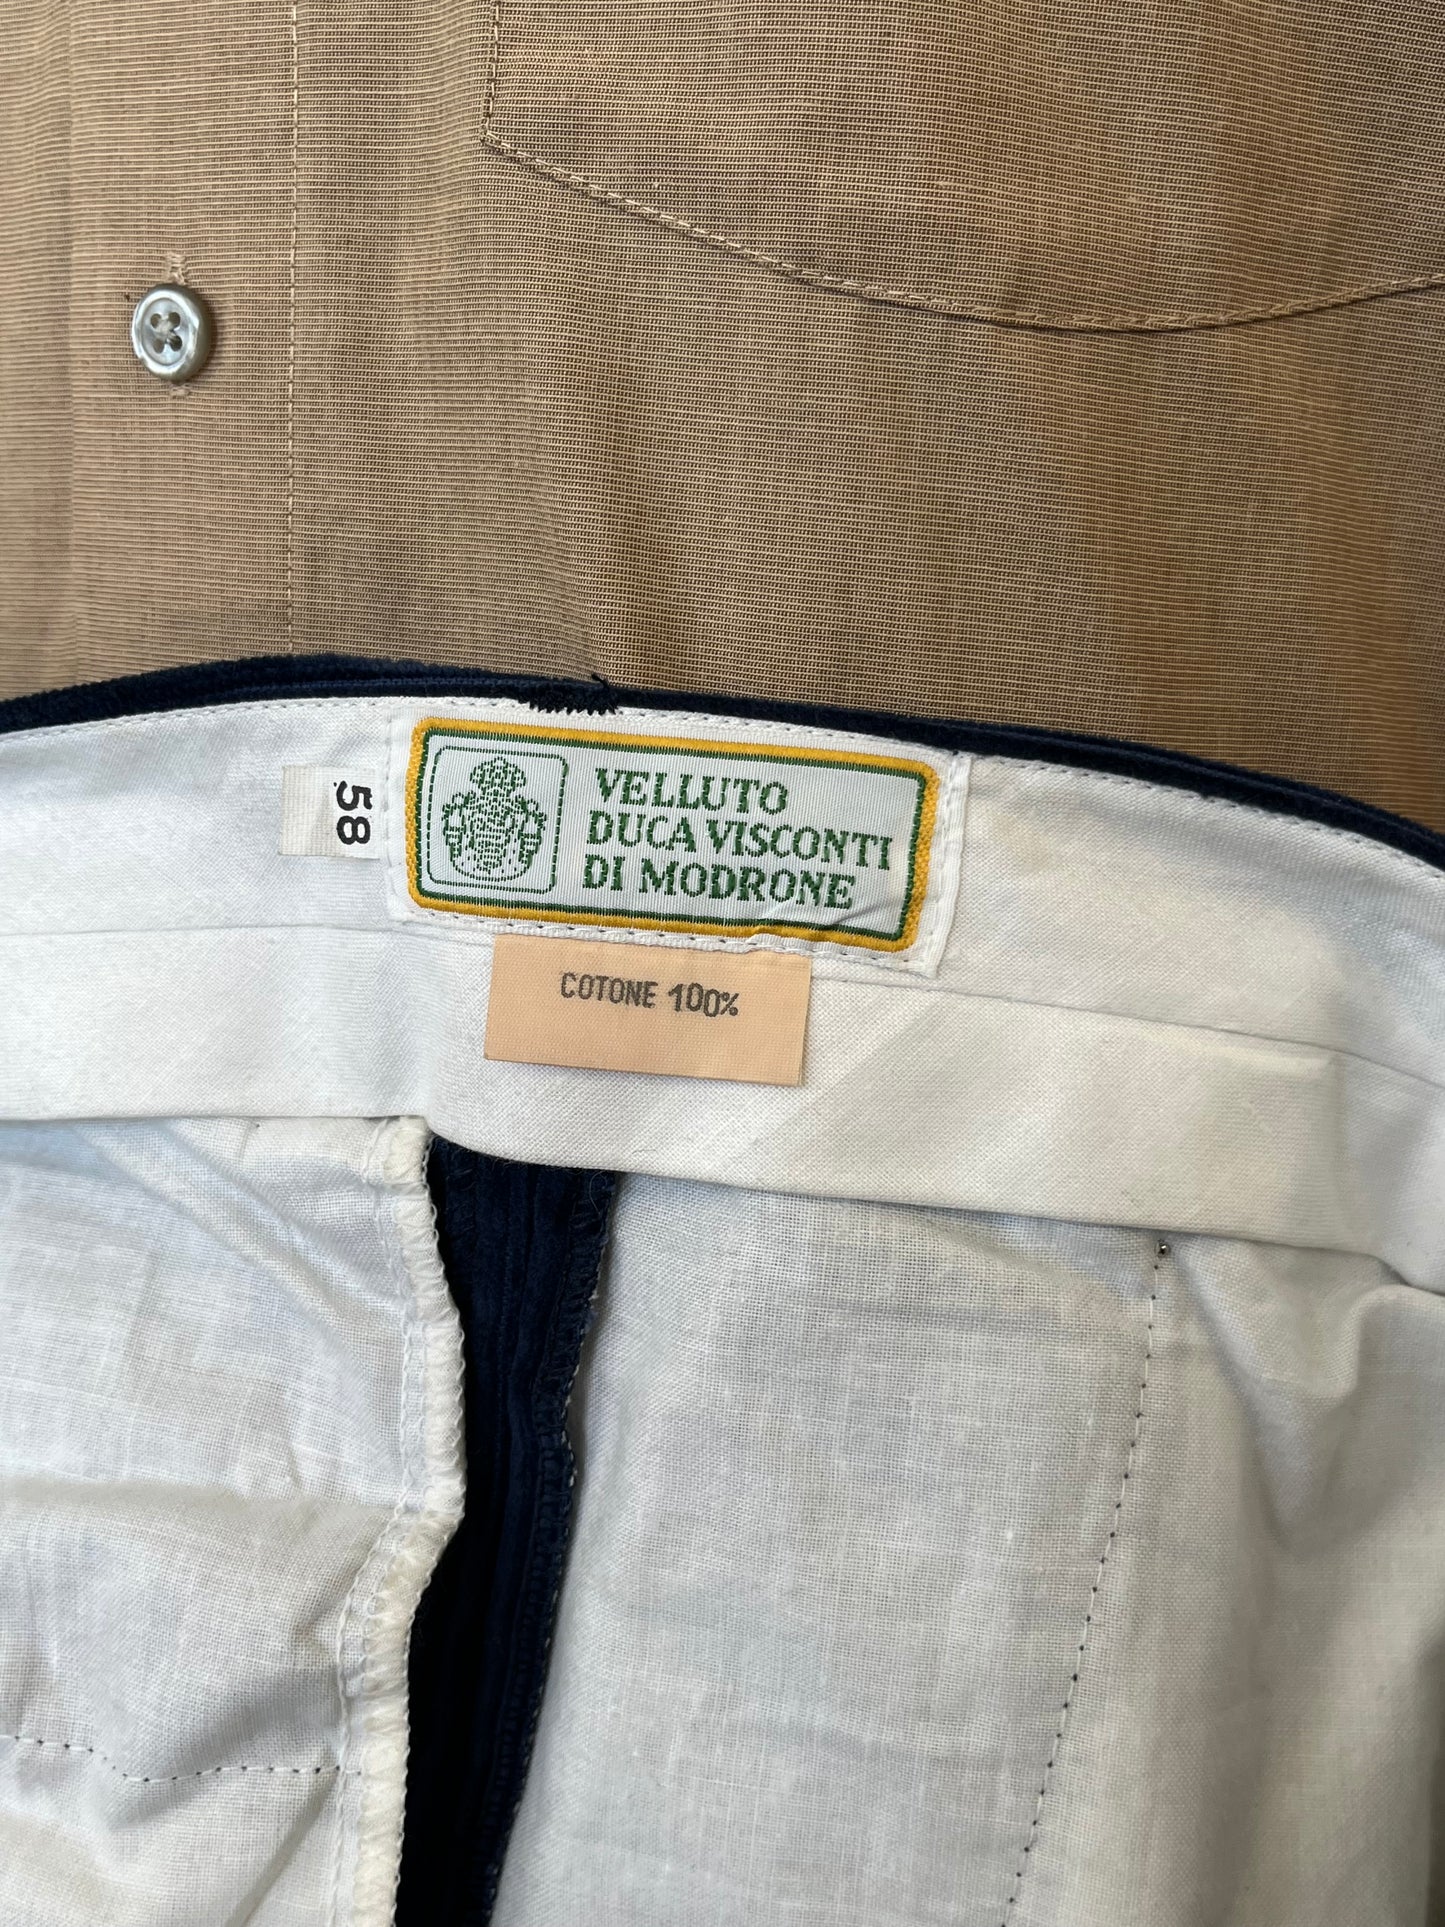 58
VELLUTO
DUCA VISCONTI
DI MODRONE
COTONE 100%